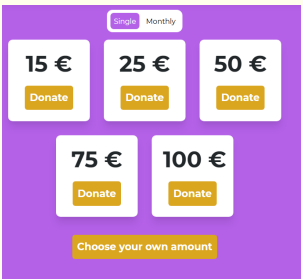 Single Monthly
15 € 25 € 50 €
Donate Donate Donate
75 € 100 €
Donate Donate
Choose your own amount